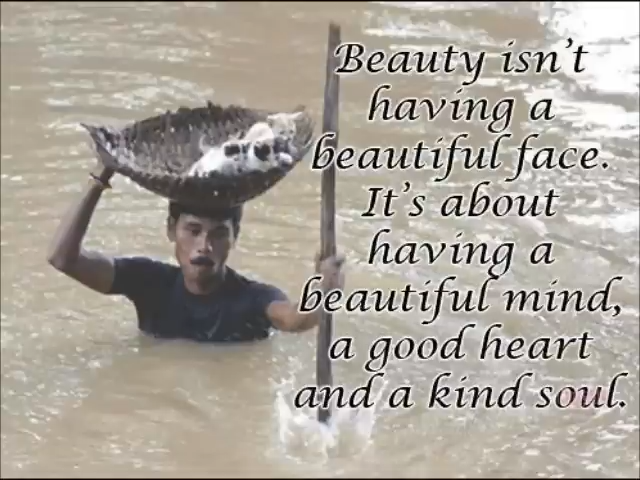 Beauty isn't
having a
beautiful face.
It's about
having a
beautiful mind,
a good heart
and a kind soul.